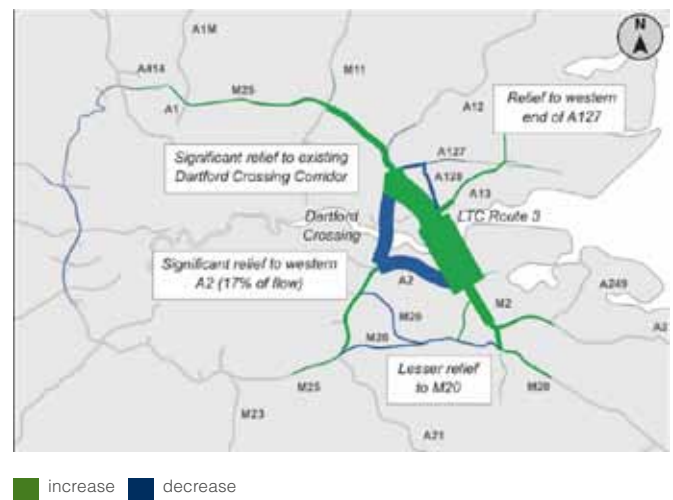 N
A1M
A414
M25
M11
A1
A12
Relief to western
end of A127
A127
Significant relief to existing
Dartford Crossing Corridor
A128
A13
Dartford
Crossing
LTC Route 3
Significant relief to western
A2 (17% of flow)
A2
A249
M2
M20
M26
Lesser relief
to M20
M25
M20
M23
A21
increase
decrease